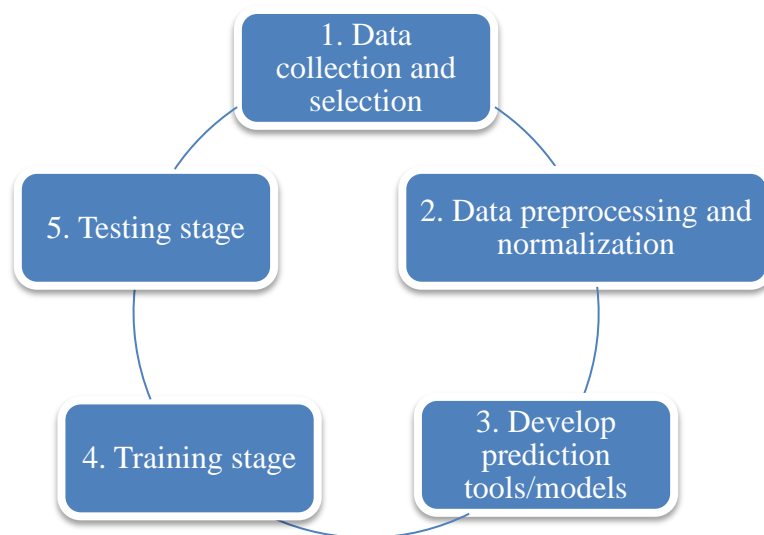 1. Data
collection and
selection
2. Data preprocessing and
normalization
3. Develop
prediction
tools/models
4. Training stage
5. Testing stage